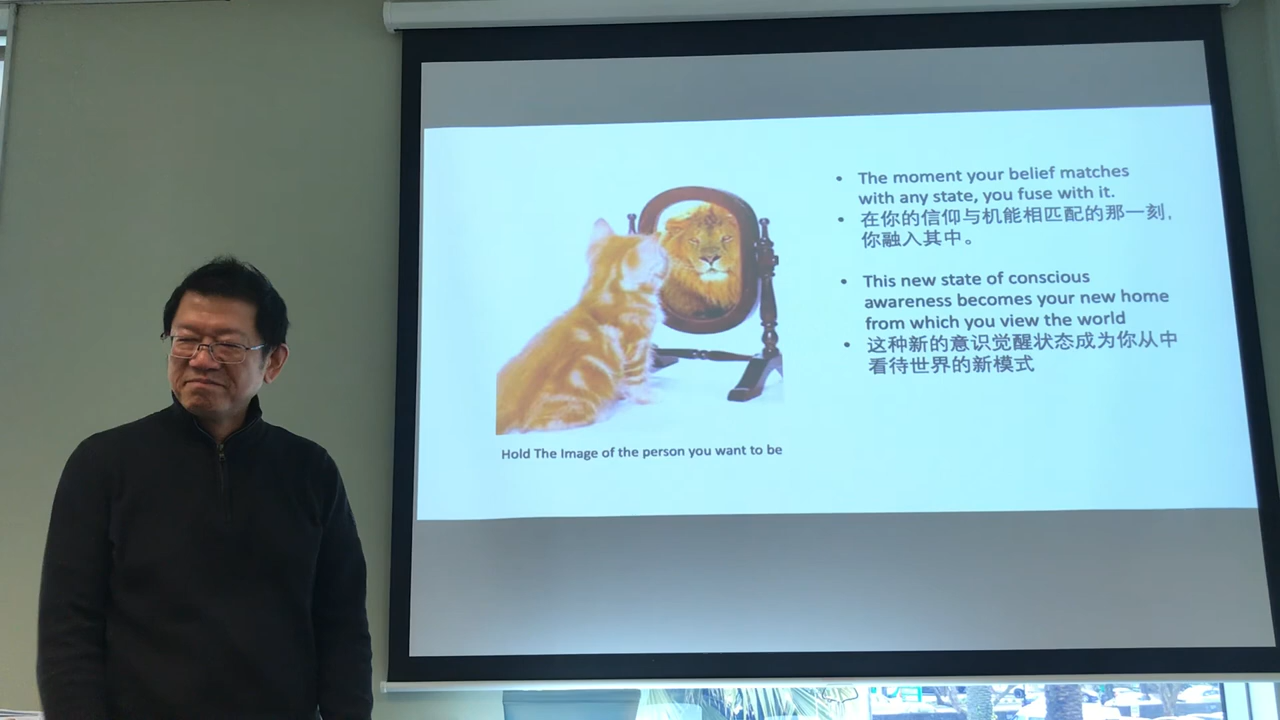 • The moment your belief matches
with any state, you fuse with it.
• 在你的信仰与机能相匹配的那一刻，
你融入其中。
• This new state of conscious
awareness becomes your new home
from which you view the world
• 这种新的意识觉醒状态成为你从中
看待世界的新模式
Hold The Image of the person you want to be